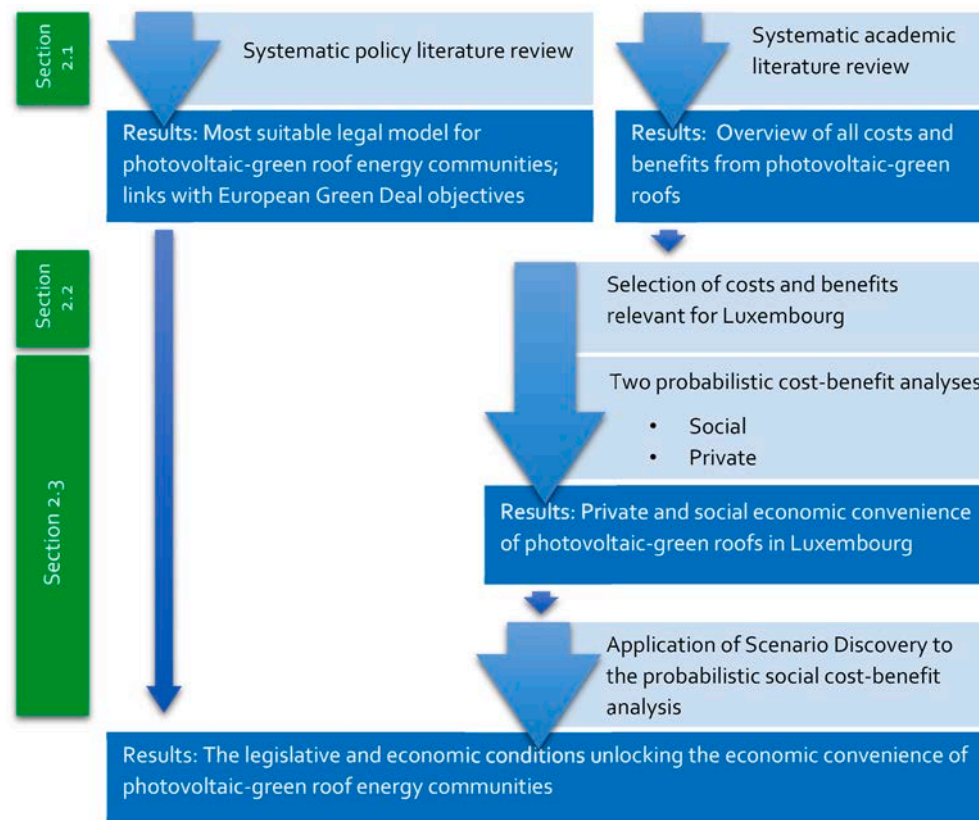 Section
2.1
Systematic policy literature review
Systematic academic
literature review
Results: Most suitable legal model for
photovoltaic-green roof energy communities;
links with European Green Deal objectives
Results: Overview of all costs and
benefits from photovoltaic-green
roofs
Section
2.2
Selection of costs and benefits
relevant for Luxembourg
Section 2.3
Two probabilistic cost-benefit analyses
• Social
• Private
Results: Private and social economic convenience
of photovoltaic-green roofs in Luxembourg
Application of Scenario Discovery to
the probabilistic social cost-benefit
analysis
Results: The legislative and economic conditions unlocking the economic convenience of
photovoltaic-green roof energy communities